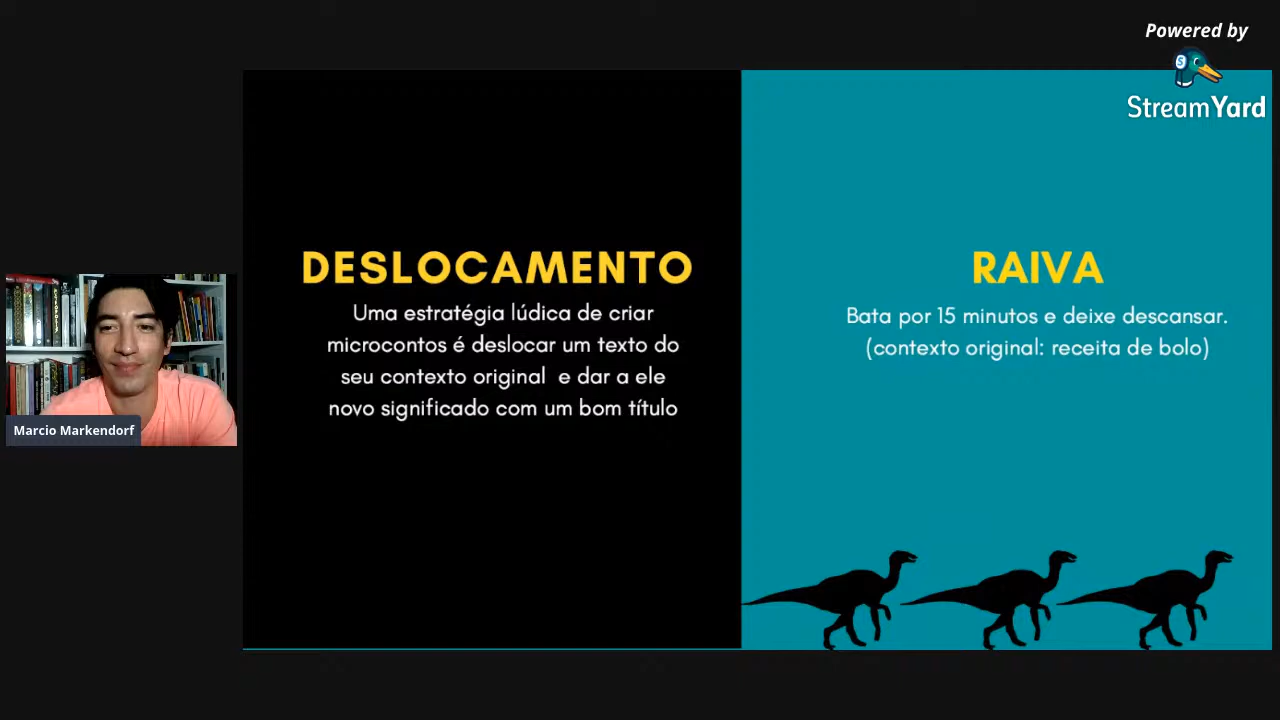 Powered by
StreamYard
DESLOCAMENTO
Uma estratégia lúdica de criar
microcontos é deslocar um texto do
seu contexto original e dar a ele
novo significado com um bom título
RAIVA
Bata por 15 minutos e deixe descansar.
(contexto original: receita de bolo)
Marcio Markendorf